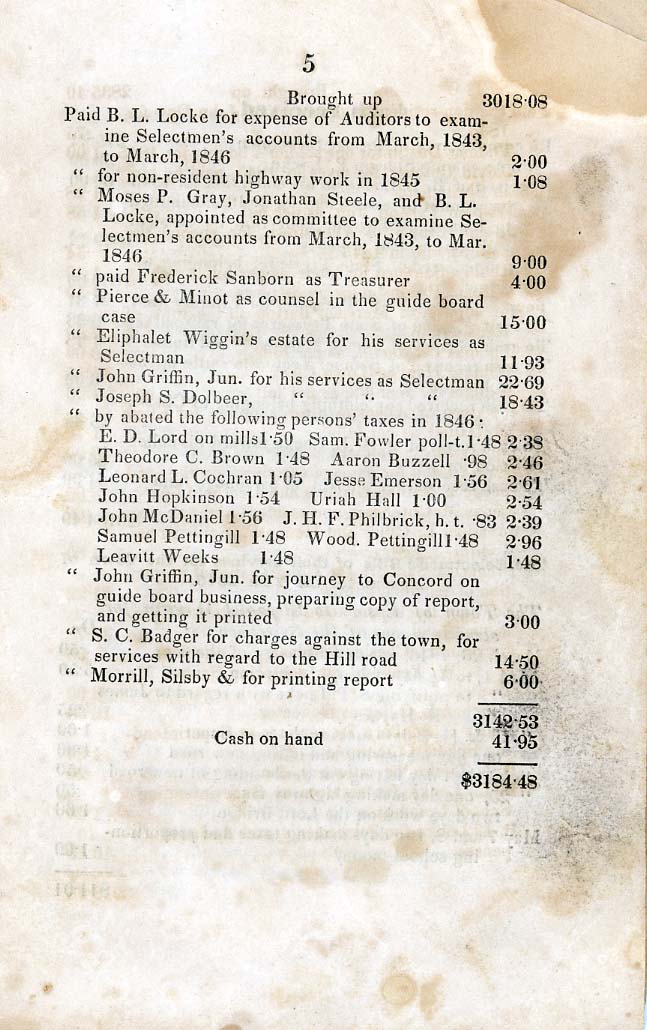 5
Brought up 3018·08
Paid B. L. Locke for expense of Auditors to exam-
ine Selectmen's accounts from March, 1843,
to March, 1846 2·00
“ for non-resident highway work in 1845 1·08
“ Moses P. Gray, Jonathan Steele, and B. L.
Locke, appointed as committee to examine Se-
lectmen's accounts from March, 1843, to Mar.
1846 9·00
“ paid Frederick Sanborn as Treasurer 4·00
“ Pierce & Minot as counsel in the guide board
case 15·00
“ Eliphalet Wiggin's estate for his services as
Selectman 11·93
“ John Griffin, Jun. for his services as Selectman 22·69
“ Joseph S. Dolbeer, “ “ “ 18·43
“ by abated the following persons' taxes in 1846:
E. D. Lord on mills1·50 Sam. Fowler poll-t.1·48 2·38
Theodore C. Brown 1·48 Aaron Buzzell ·98 2·46
Leonard L. Cochran 1·05 Jesse Emerson 1·56 2·61
John Hopkinson 1·54 Uriah Hall 1·00 2·54
John McDaniel 1·56 J. H. F. Philbrick, h. t. ·83 2·39
Samuel Pettingill 1·48 Wood. Pettingill1·48 2·96
Leavitt Weeks 1·48 1·48
“ John Griffin, Jun. for journey to Concord on
guide board business, preparing copy of report,
and getting it printed 3·00
“ S. C. Badger for charges against the town, for
services with regard to the Hill road 14·50
“ Morrill, Silsby & for printing report 6·00
3142·53
Cash on hand 41·95
$3184·48